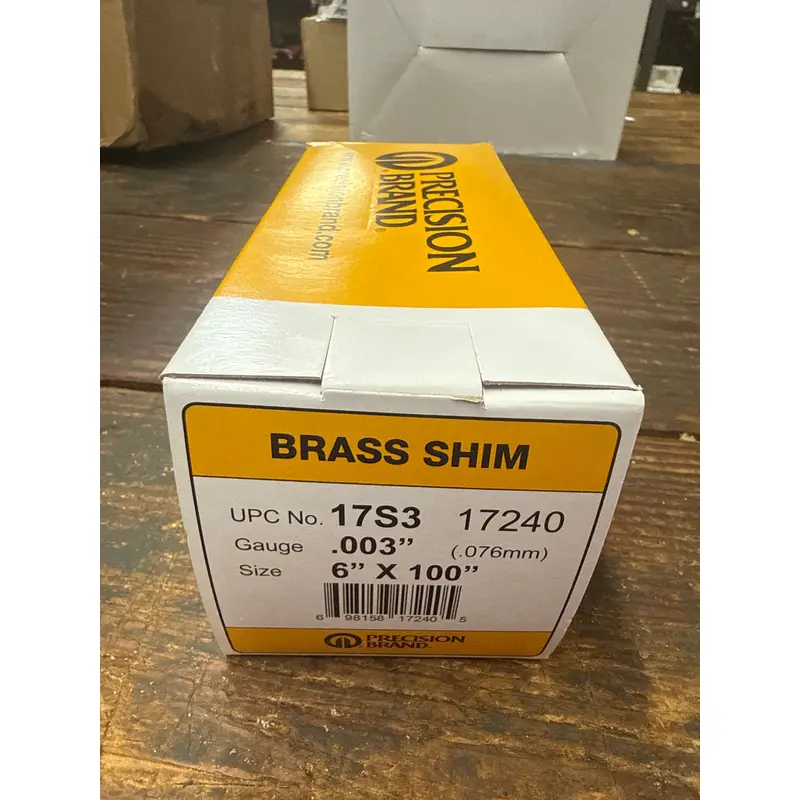 PRECISION
BRAND®
www.precisionbrand.com
BRASS SHIM
UPC No. 17S3 17240
Gauge .003” (.076mm)
Size 6” X 100”
6 98158 17240 5
PRECISION
BRAND